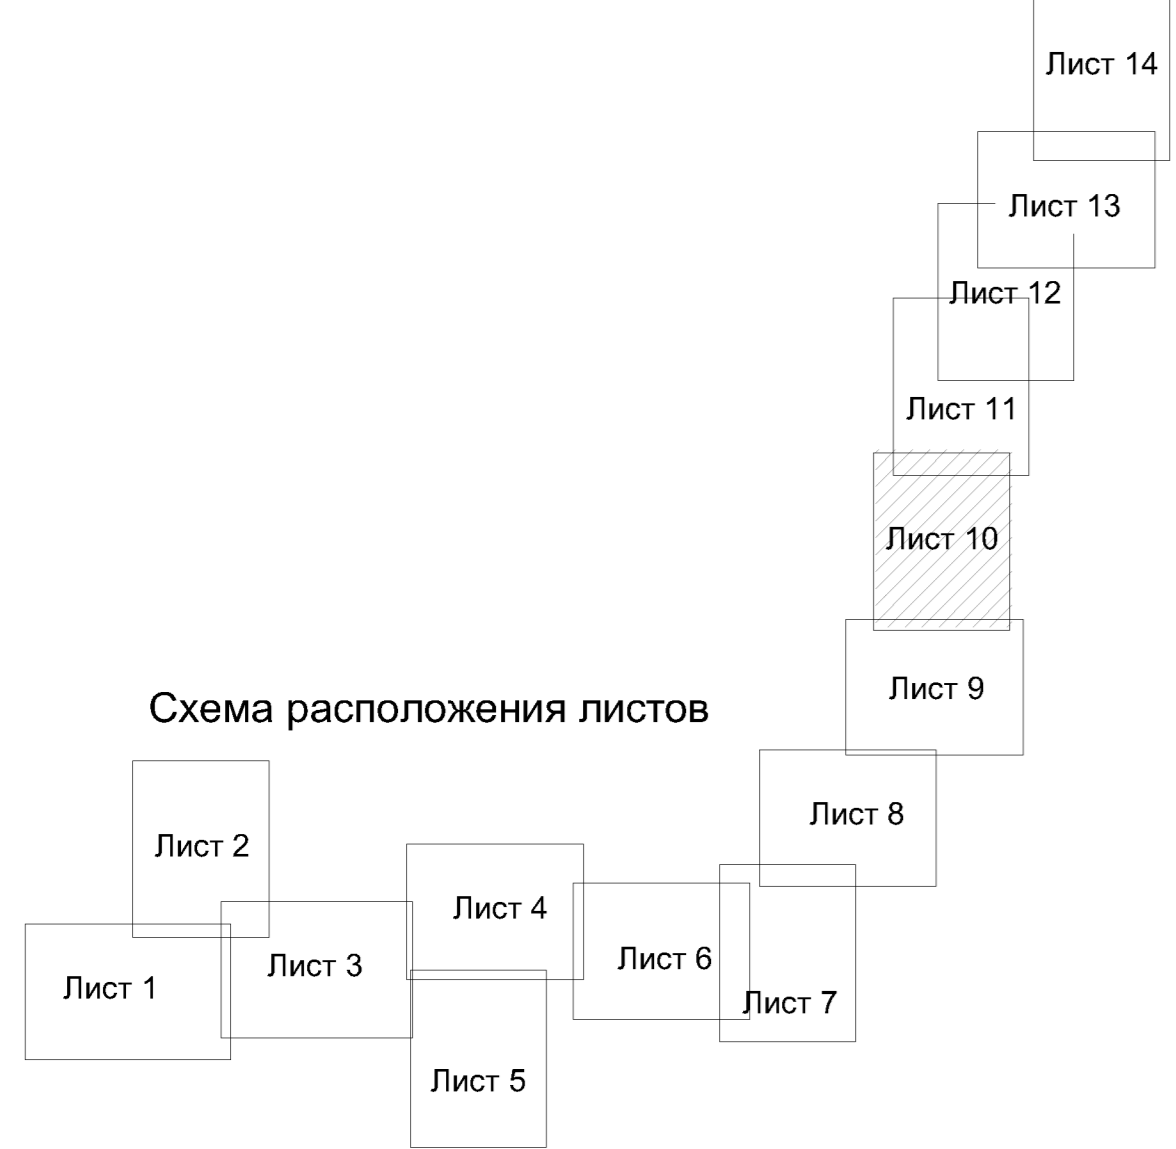 Лист 14
Лист 13
Лист 12
Лист 11
Лист 10
Лист 9
Схема расположения листов
Лист 8
Лист 2
Лист 4
Лист 6
Лист 3
Лист 1
Лист 7
Лист 5